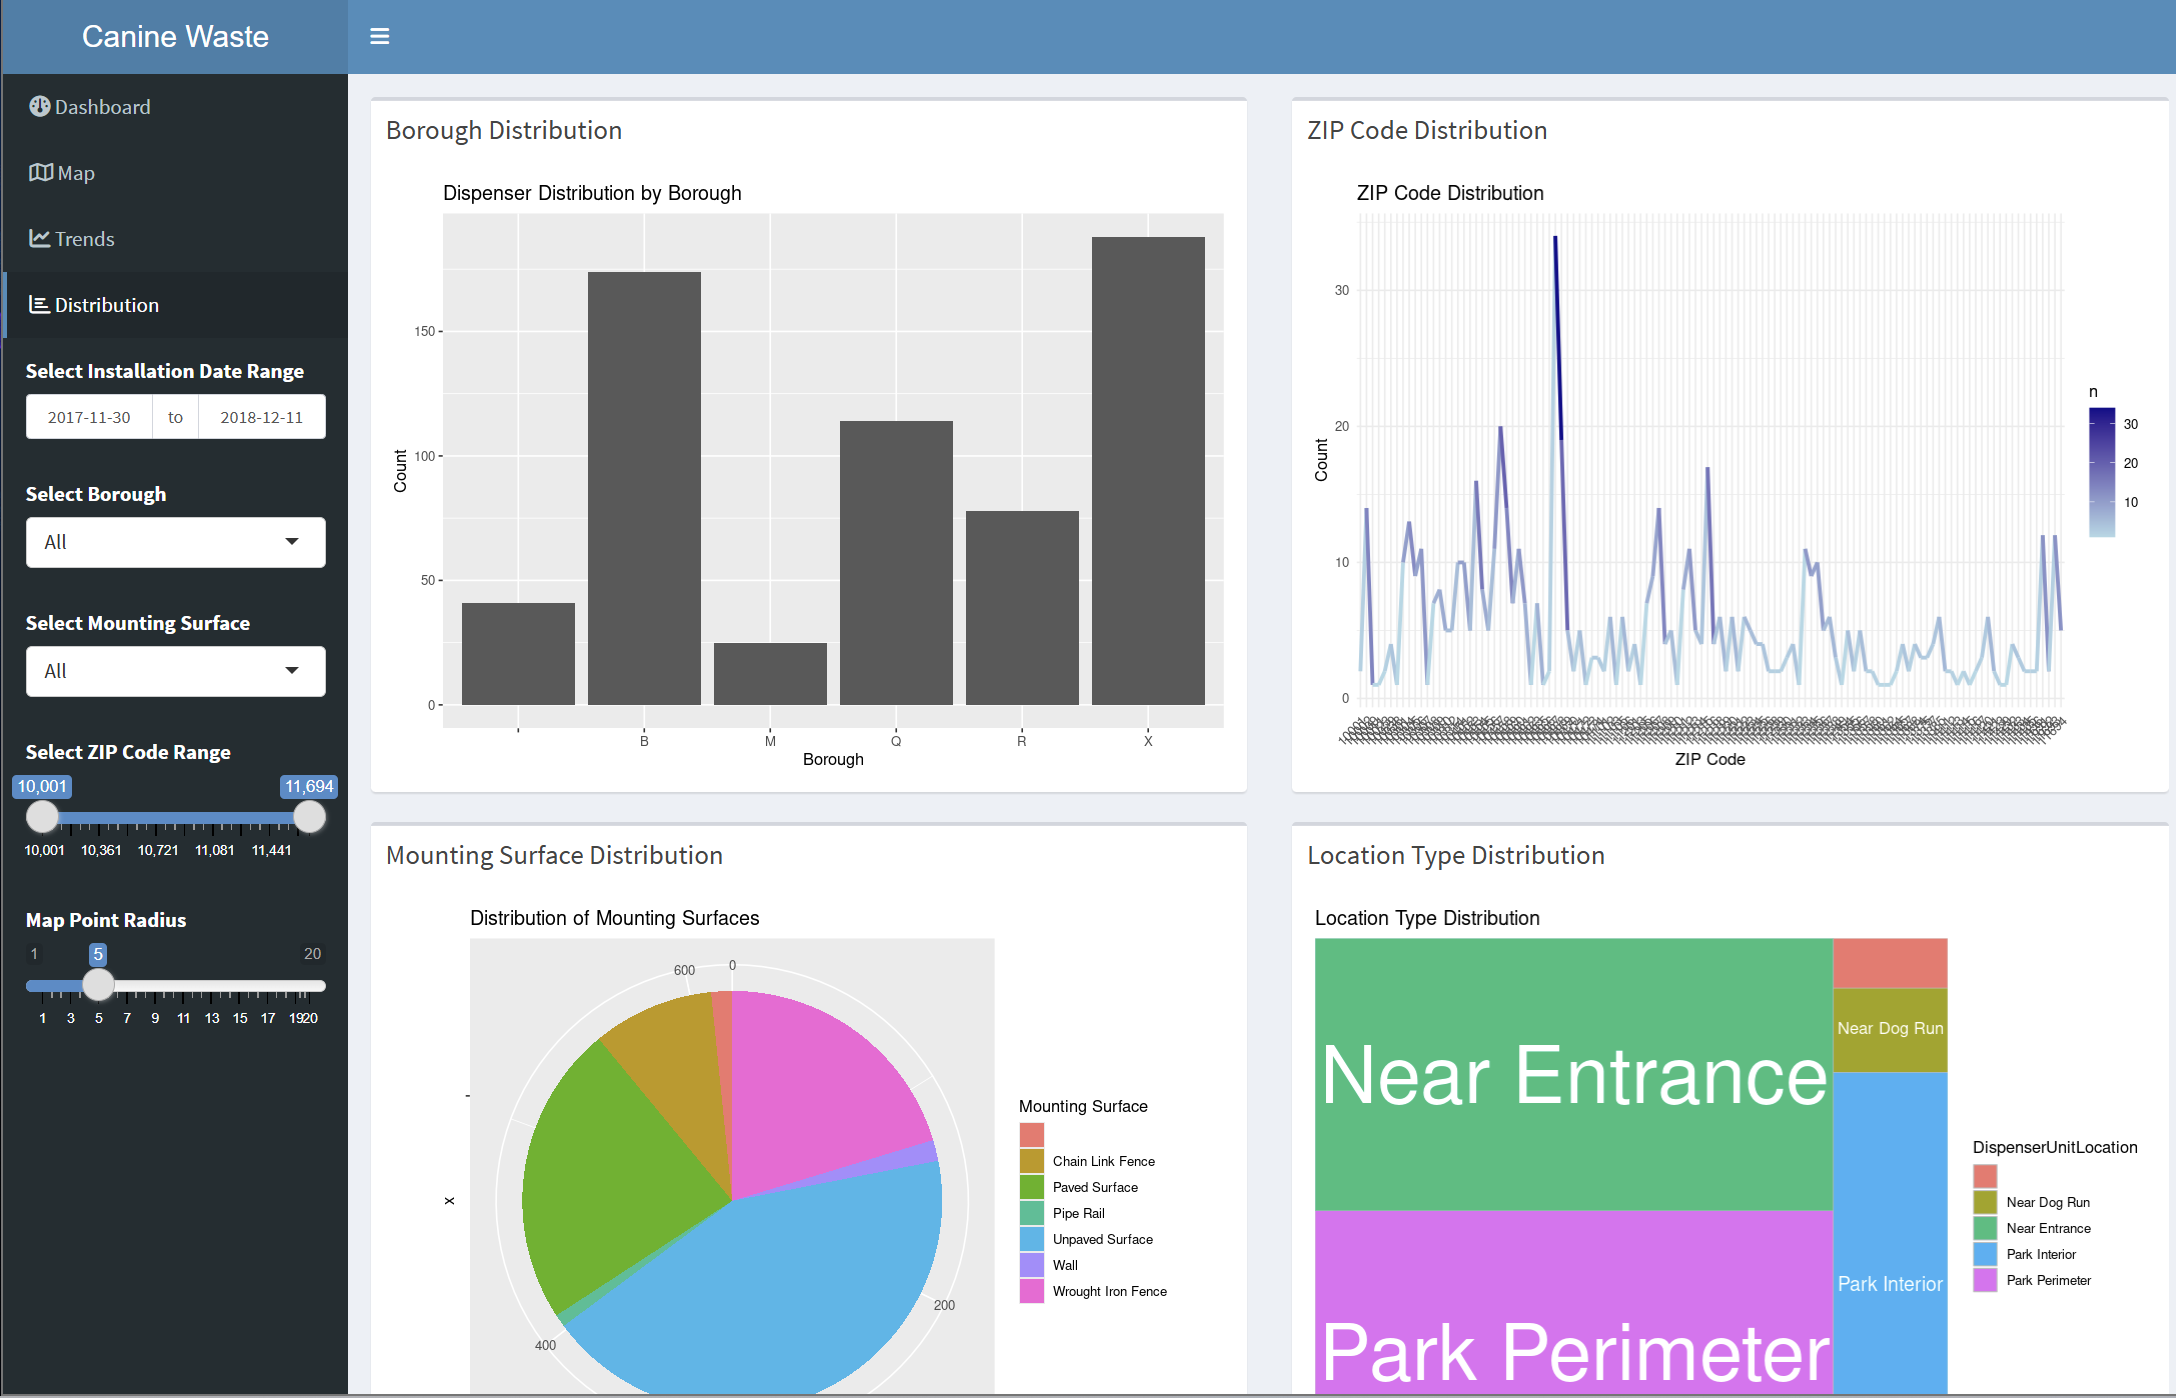 Canine Waste
Dashboard
Map
Trends
Distribution
Select Installation Date Range
2017-11-30 to 2018-12-11
Select Borough
All
Select Mounting Surface
All
Select ZIP Code Range
10,001 11,694
10,001 10,361 10,721 11,081 11,441
Map Point Radius
1 5 20
1 3 5 7 9 11 13 15 17 19 20
Borough Distribution
Dispenser Distribution by Borough
150
100
50
0
Count
B M Q R X
Borough
ZIP Code Distribution
ZIP Code Distribution
30
20
10
0
Count
ZIP Code
n
30
20
10
Mounting Surface Distribution
Distribution of Mounting Surfaces
600 0
200
400
x
Mounting Surface
Chain Link Fence
Paved Surface
Pipe Rail
Unpaved Surface
Wall
Wrought Iron Fence
Location Type Distribution
Location Type Distribution
Near Entrance
Near Dog Run
Park Interior
Park Perimeter
DispenserUnitLocation
Near Dog Run
Near Entrance
Park Interior
Park Perimeter